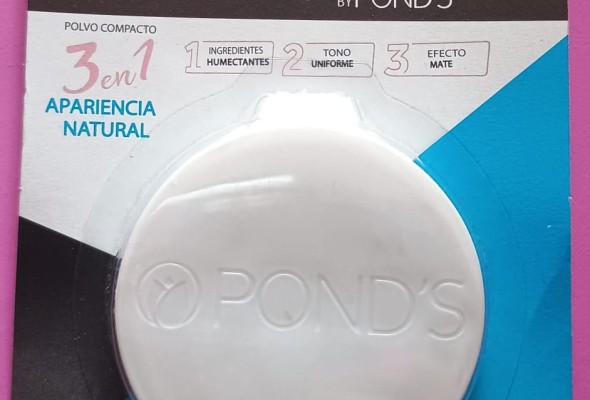 BY POND'S
POLVO COMPACTO
3 en 1
APARIENCIA
NATURAL
1 INGREDIENTES
HUMECTANTES
2 TONO
UNIFORME
3 EFECTO
MATE
POND'S